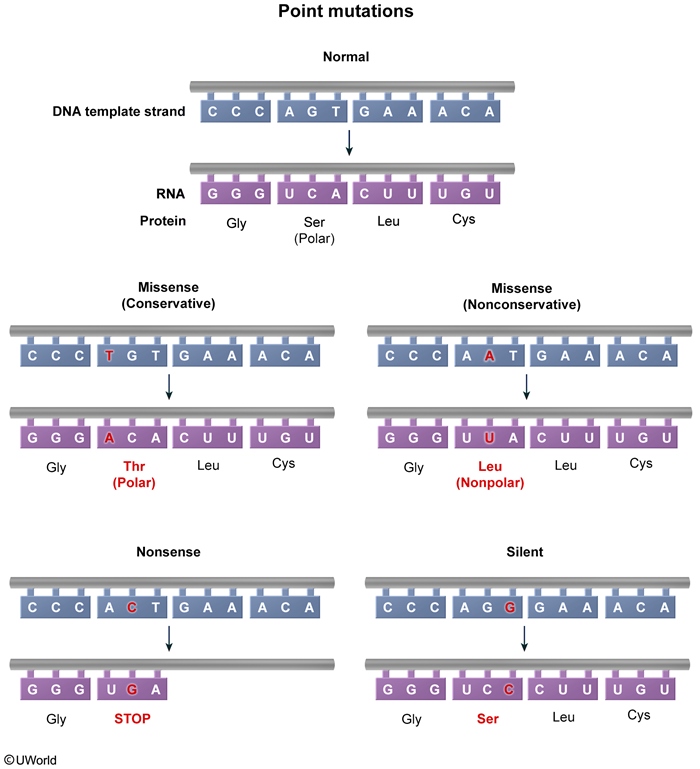 Point mutations
Normal
DNA template strand
C C C A G T G A A A C A
RNA
G G G U C A C U U U G U
Protein
Gly Ser Leu Cys
(Polar)
Missense
(Conservative)
C C C T G T G A A A C A
G G G A C A C U U U G U
Gly Thr Leu Cys
(Polar)
Missense
(Nonconservative)
C C C A A T G A A A C A
G G G U U A C U U U G U
Gly Leu Leu Cys
(Nonpolar)
Nonsense
C C C A C T G A A A C A
G G G U G A
Gly STOP
Silent
C C C A G G G A A A C A
G G G U C C C U U U G U
Gly Ser Leu Cys
©UWorld